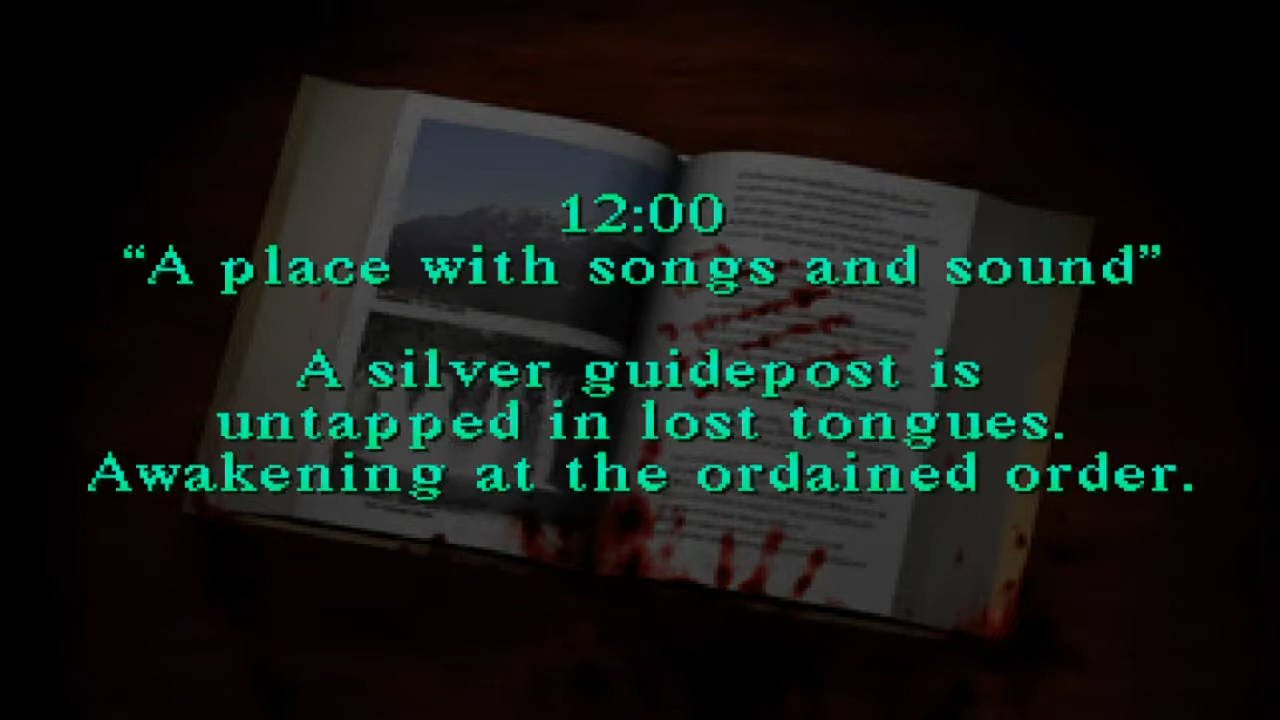 12:00
“A place with songs and sound”
A silver guidepost is
untapped in lost tongues.
Awakening at the ordained order.